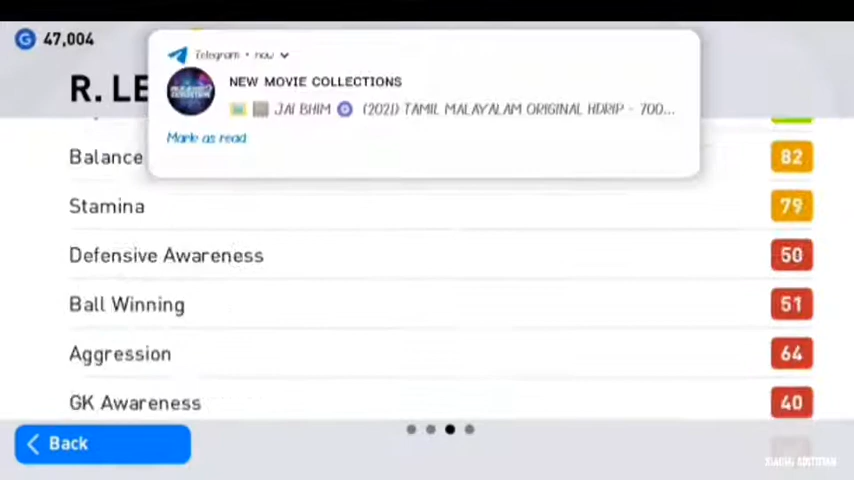 47,004
Telegram • now
R. LE
NEW MOVIE COLLECTIONS
JAI BHIM (2021) TAMIL MALAYALAM ORIGINAL HDRIP - 700...
Mark as read
Balance 82
Stamina 79
Defensive Awareness 50
Ball Winning 51
Aggression 64
GK Awareness 40
Back